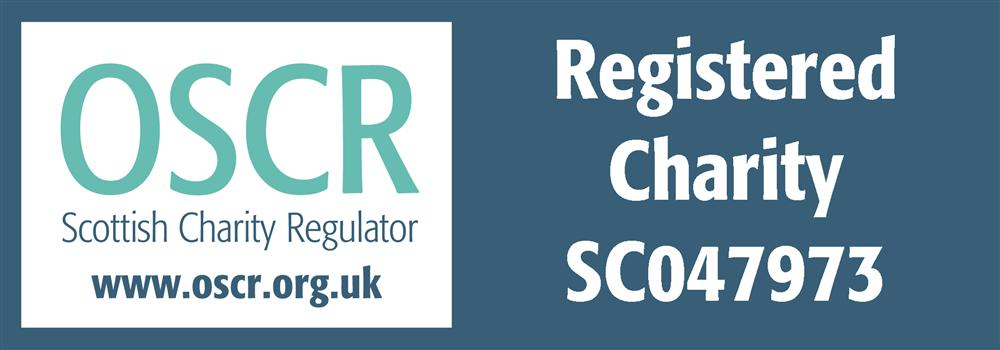 OSCR
Scottish Charity Regulator
www.oscr.org.uk
Registered
Charity
SC047973